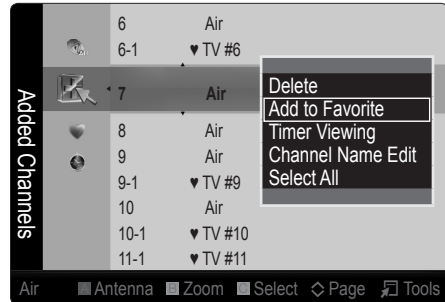 Added Channels
6 Air
6-1 ♥ TV #6
7 Air
8 Air
9 Air
9-1 ♥ TV #9
10 Air
10-1 ♥ TV #10
11-1 ♥ TV #11
Delete
Add to Favorite
Timer Viewing
Channel Name Edit
Select All
Air A Antenna B Zoom C Select Page Tools